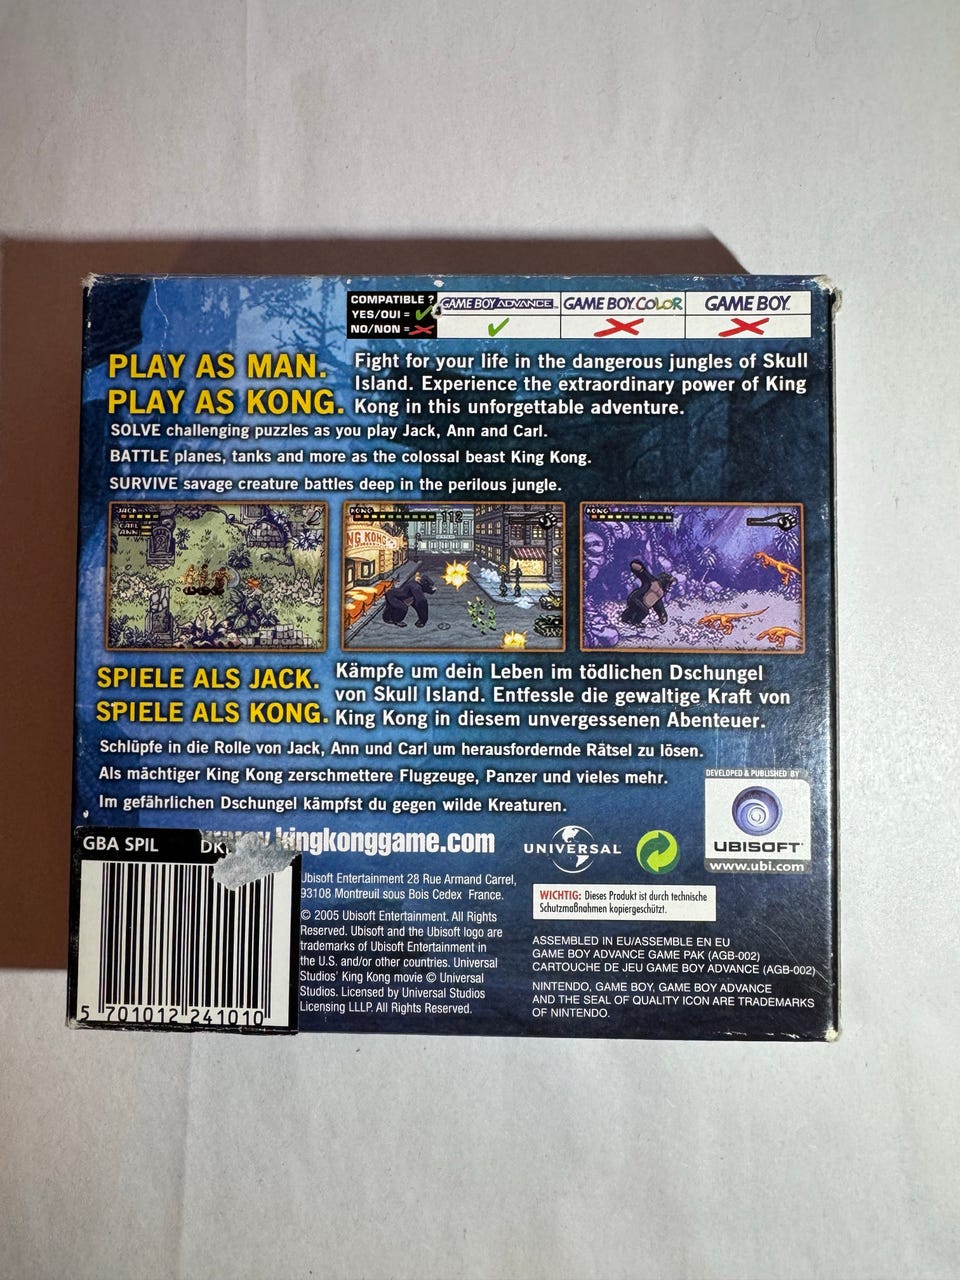 COMPATIBLE ?
YES/OUI =
NO/NON =
GAME BOY ADVANCE
GAME BOY COLOR
GAME BOY
PLAY AS MAN.
PLAY AS KONG.
Fight for your life in the dangerous jungles of Skull
Island. Experience the extraordinary power of King
Kong in this unforgettable adventure.
SOLVE challenging puzzles as you play Jack, Ann and Carl.
BATTLE planes, tanks and more as the colossal beast King Kong.
SURVIVE savage creature battles deep in the perilous jungle.
JACK
CARL
ANN
KONG
112
NG KONG
KONG
SPIELE ALS JACK.
SPIELE ALS KONG.
Kämpfe um dein Leben im tödlichen Dschungel
von Skull Island. Entfessle die gewaltige Kraft von
King Kong in diesem unvergessenen Abenteuer.
Schlüpfe in die Rolle von Jack, Ann und Carl um herausfordernde Rätsel zu lösen.
Als mächtiger King Kong zerschmettere Flugzeuge, Panzer und vieles mehr.
Im gefährlichen Dschungel kämpfst du gegen wilde Kreaturen.
kingkonggame.com
UNIVERSAL
DEVELOPED & PUBLISHED BY
UBISOFT
www.ubi.com
GBA SPIL
5 701012 241010
Ubisoft Entertainment 28 Rue Armand Carrel,
93108 Montreuil sous Bois Cedex France.
© 2005 Ubisoft Entertainment. All Rights
Reserved. Ubisoft and the Ubisoft logo are
trademarks of Ubisoft Entertainment in
the U.S. and/or other countries. Universal
Studios' King Kong movie © Universal
Studios. Licensed by Universal Studios
Licensing LLLP. All Rights Reserved.
WICHTIG: Dieses Produkt ist durch technische
Schutzmaßnahmen kopiergeschützt.
ASSEMBLED IN EU/ASSEMBLE EN EU
GAME BOY ADVANCE GAME PAK (AGB-002)
CARTOUCHE DE JEU GAME BOY ADVANCE (AGB-002)
NINTENDO, GAME BOY, GAME BOY ADVANCE
AND THE SEAL OF QUALITY ICON ARE TRADEMARKS
OF NINTENDO.